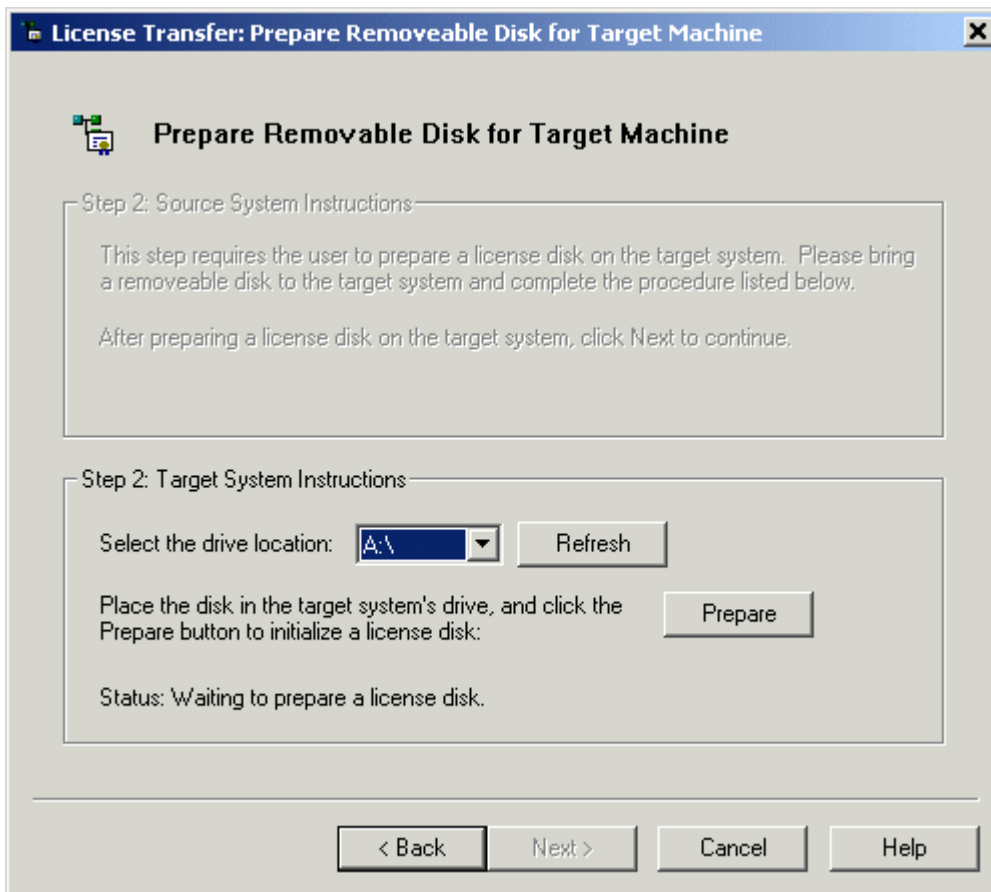 License Transfer: Prepare Removeable Disk for Target Machine
Prepare Removable Disk for Target Machine
Step 2: Source System Instructions
This step requires the user to prepare a license disk on the target system. Please bring
a removeable disk to the target system and complete the procedure listed below.
After preparing a license disk on the target system, click Next to continue.
Step 2: Target System Instructions
Select the drive location:
A:\
Refresh
Place the disk in the target system's drive, and click the
Prepare button to initialize a license disk:
Prepare
Status: Waiting to prepare a license disk.
< Back
Next >
Cancel
Help